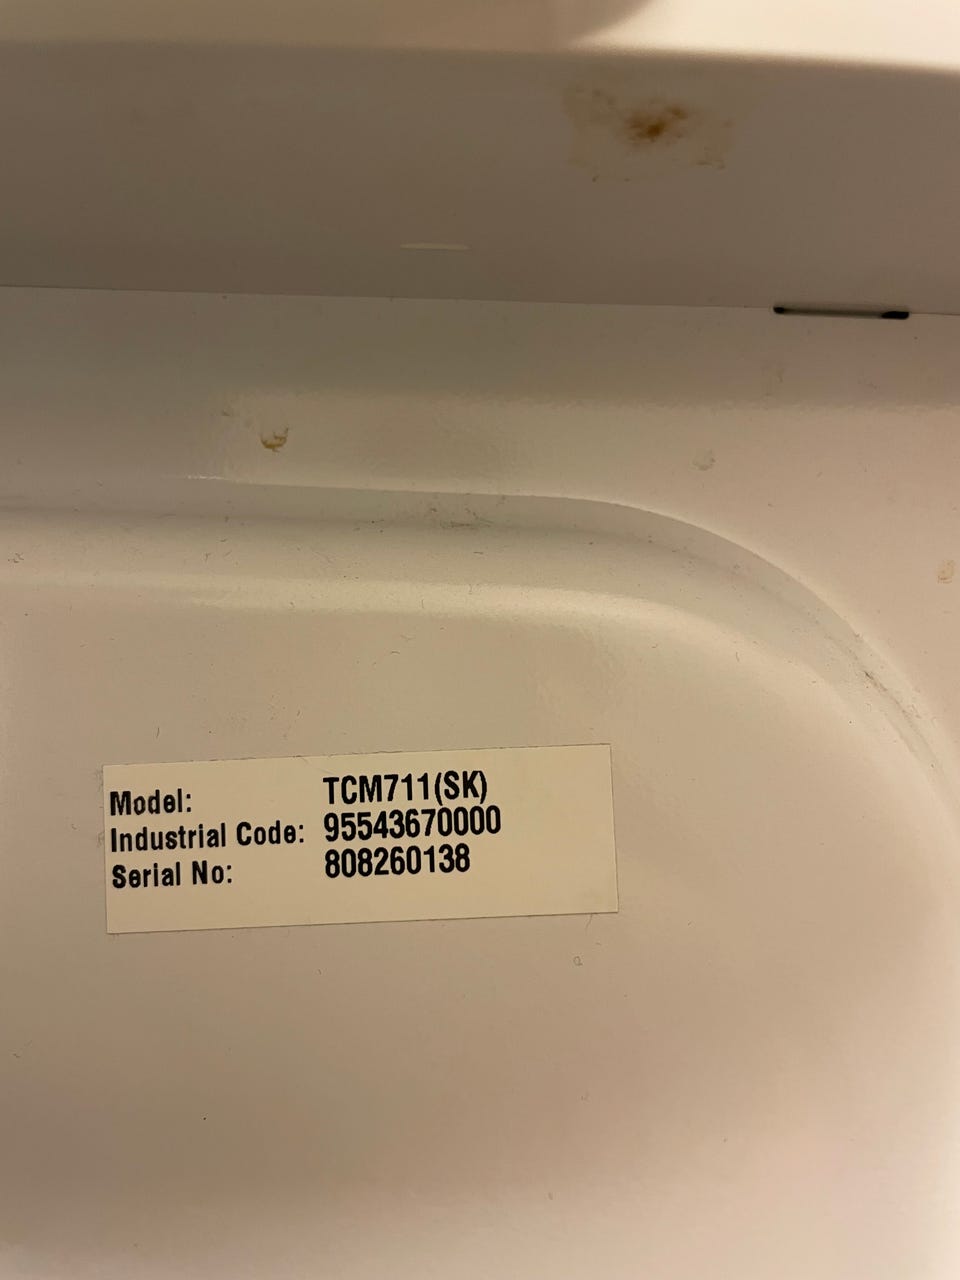 Model: TCM711(SK)
Industrial Code: 95543670000
Serial No: 808260138